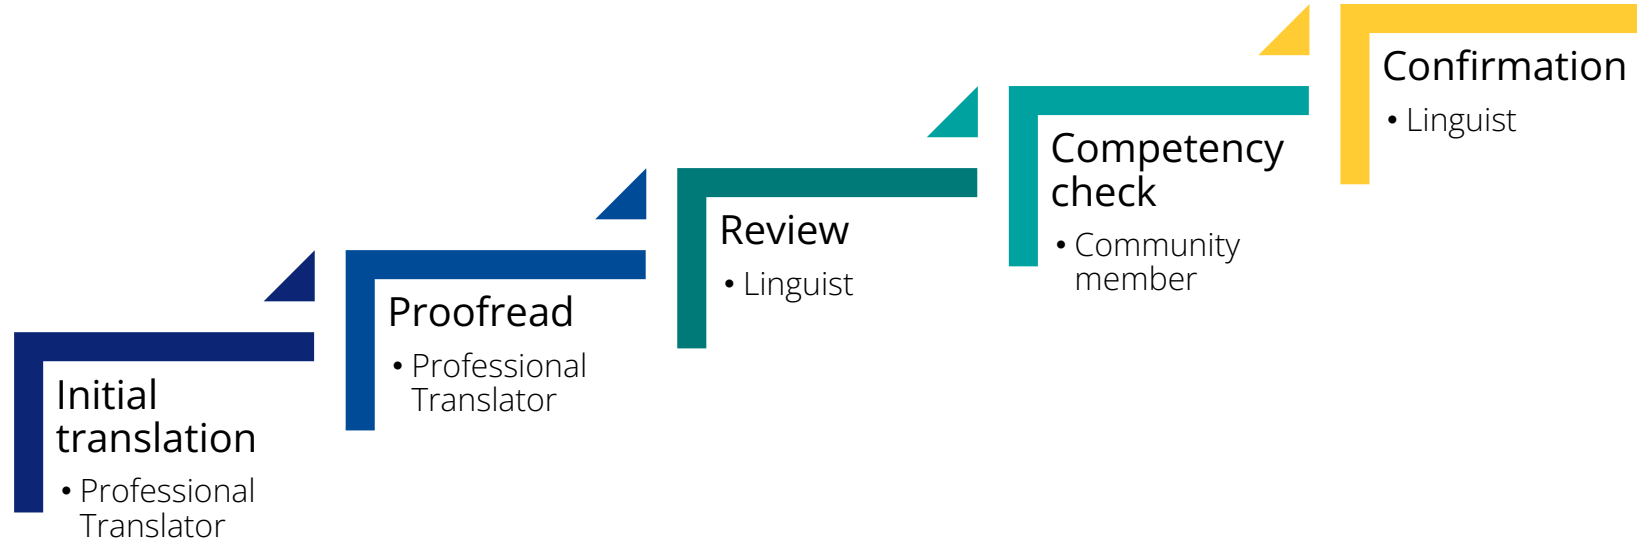 Initial
translation
• Professional
Translator
Proofread
• Professional
Translator
Review
• Linguist
Competency
check
• Community
member
Confirmation
• Linguist